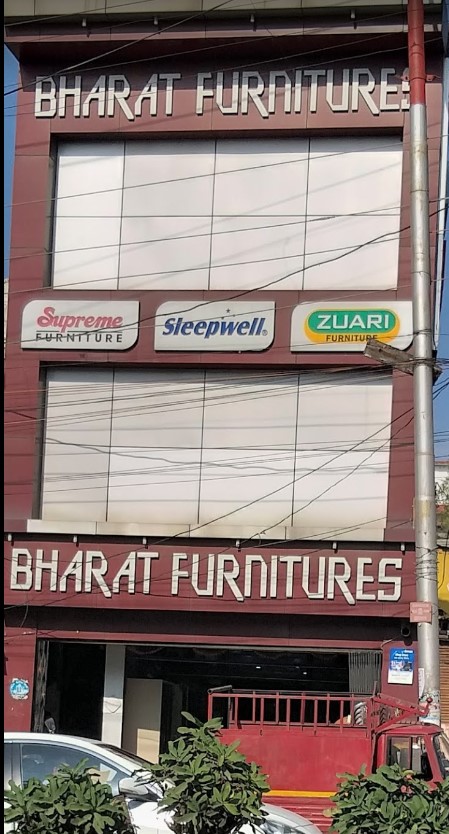 BHARAT FURNITURES
Supreme
FURNITURE
Sleepwell®
ZUARI
FURNITURE
BHARAT FURNITURES